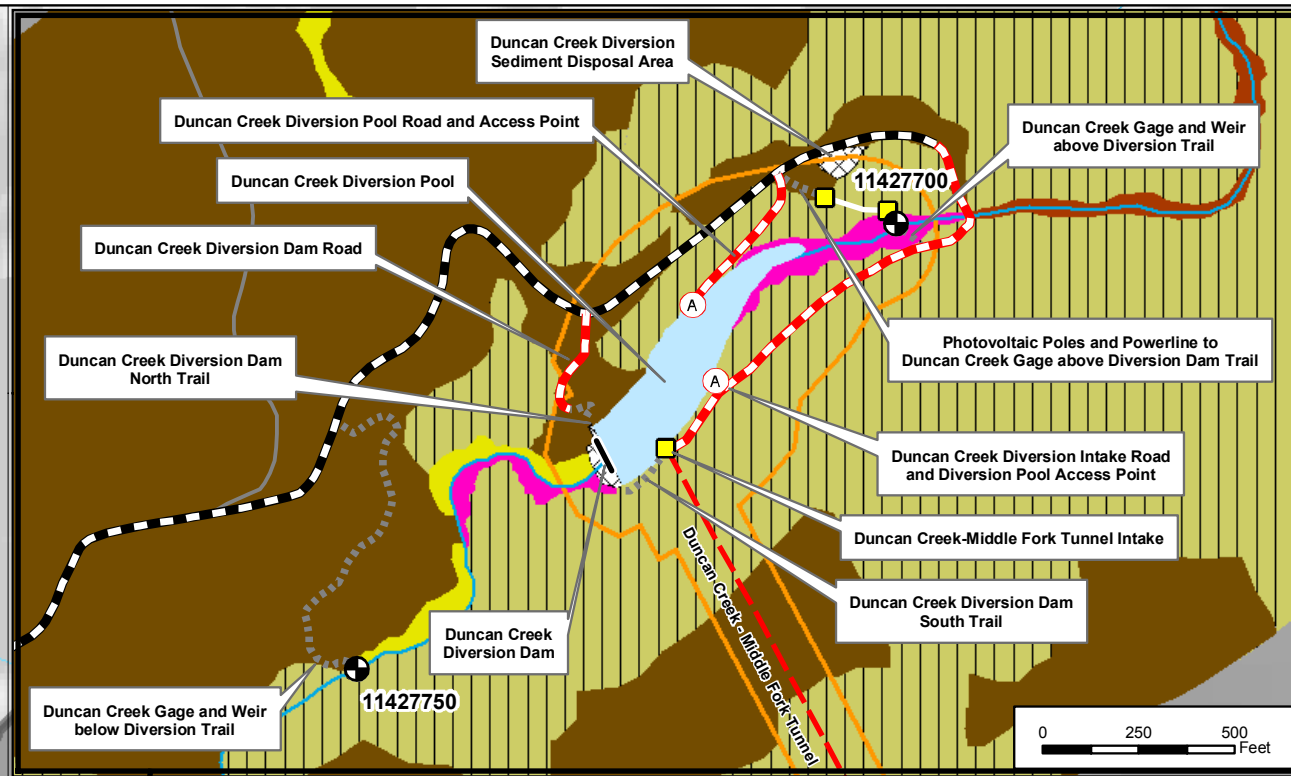 Duncan Creek Diversion
Sediment Disposal Area
Duncan Creek Diversion Pool Road and Access Point
Duncan Creek Gage and Weir
above Diversion Trail
Duncan Creek Diversion Pool
11427700
Duncan Creek Diversion Dam Road
A
Photovoltaic Poles and Powerline to
Duncan Creek Gage above Diversion Dam Trail
Duncan Creek Diversion Dam
North Trail
A
Duncan Creek Diversion Intake Road
and Diversion Pool Access Point
Duncan Creek-Middle Fork Tunnel Intake
Duncan Creek - Middle Fork Tunnel
Duncan Creek Diversion Dam
South Trail
Duncan Creek
Diversion Dam
11427750
Duncan Creek Gage and Weir
below Diversion Trail
0 250 500
Feet